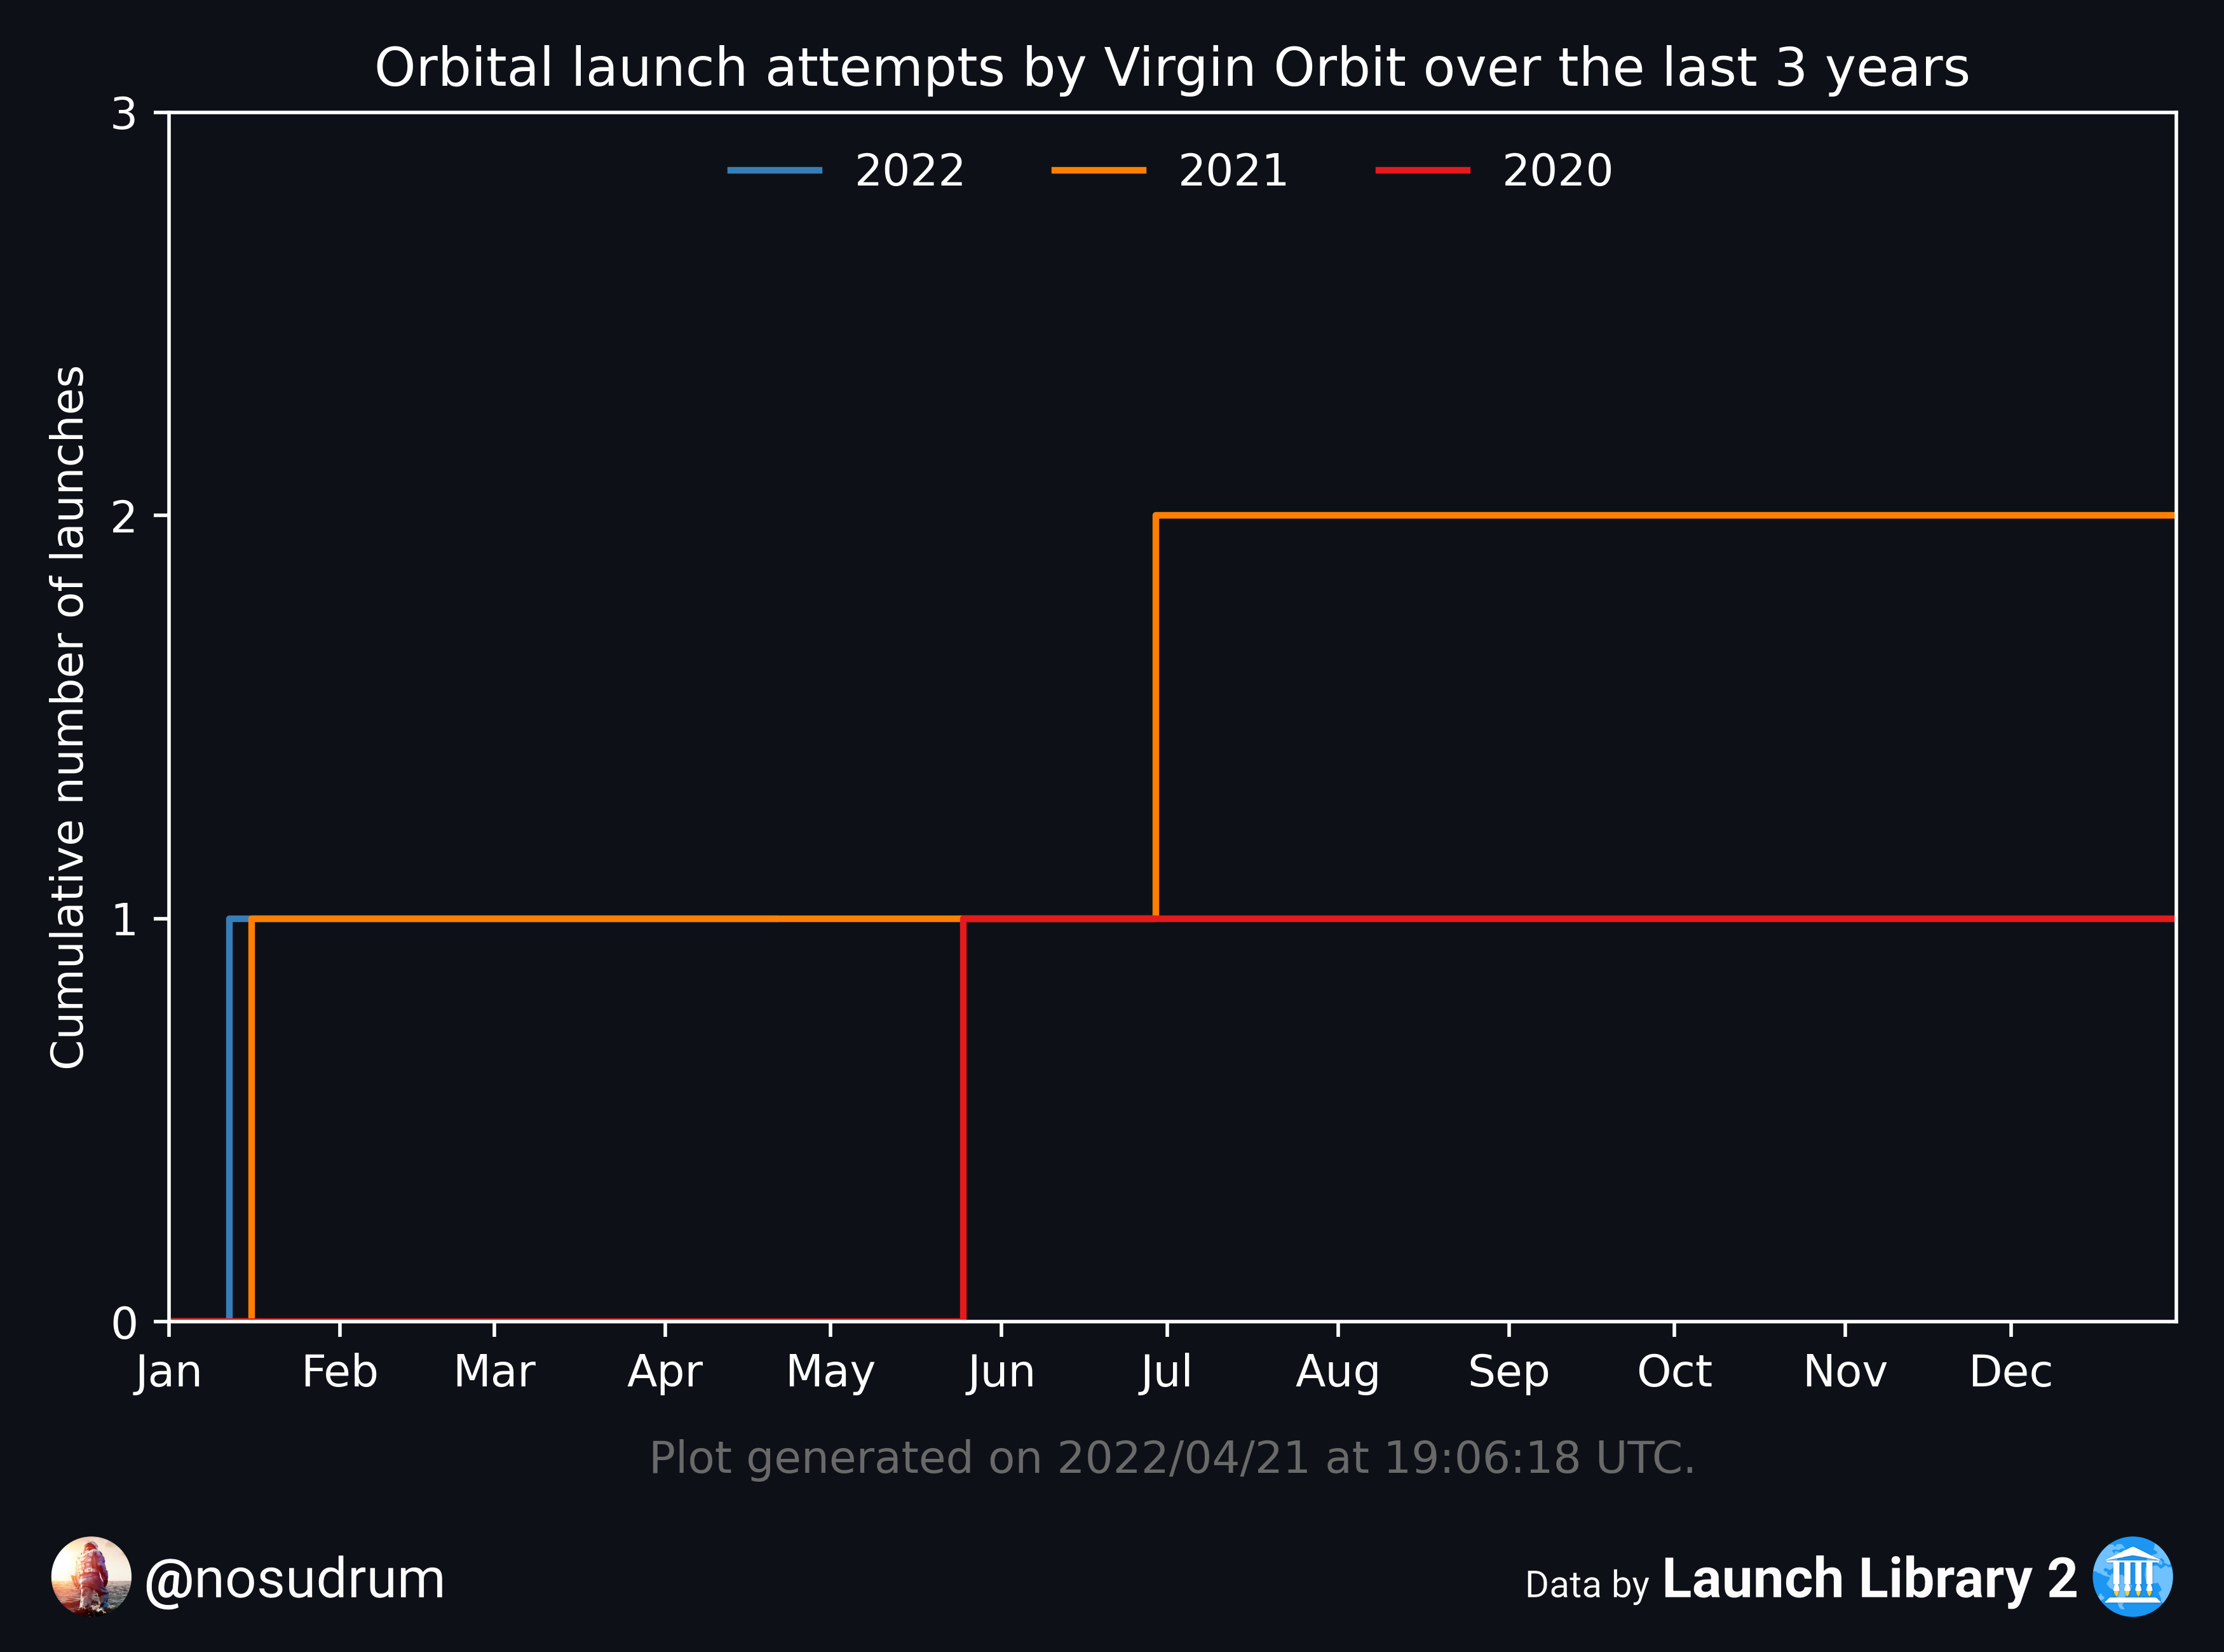 Orbital launch attempts by Virgin Orbit over the last 3 years
3
2022 2021 2020
Cumulative number of launches
2
1
0
Jan Feb Mar Apr May Jun Jul Aug Sep Oct Nov Dec
Plot generated on 2022/04/21 at 19:06:18 UTC.
@nosudrum
Data by Launch Library 2